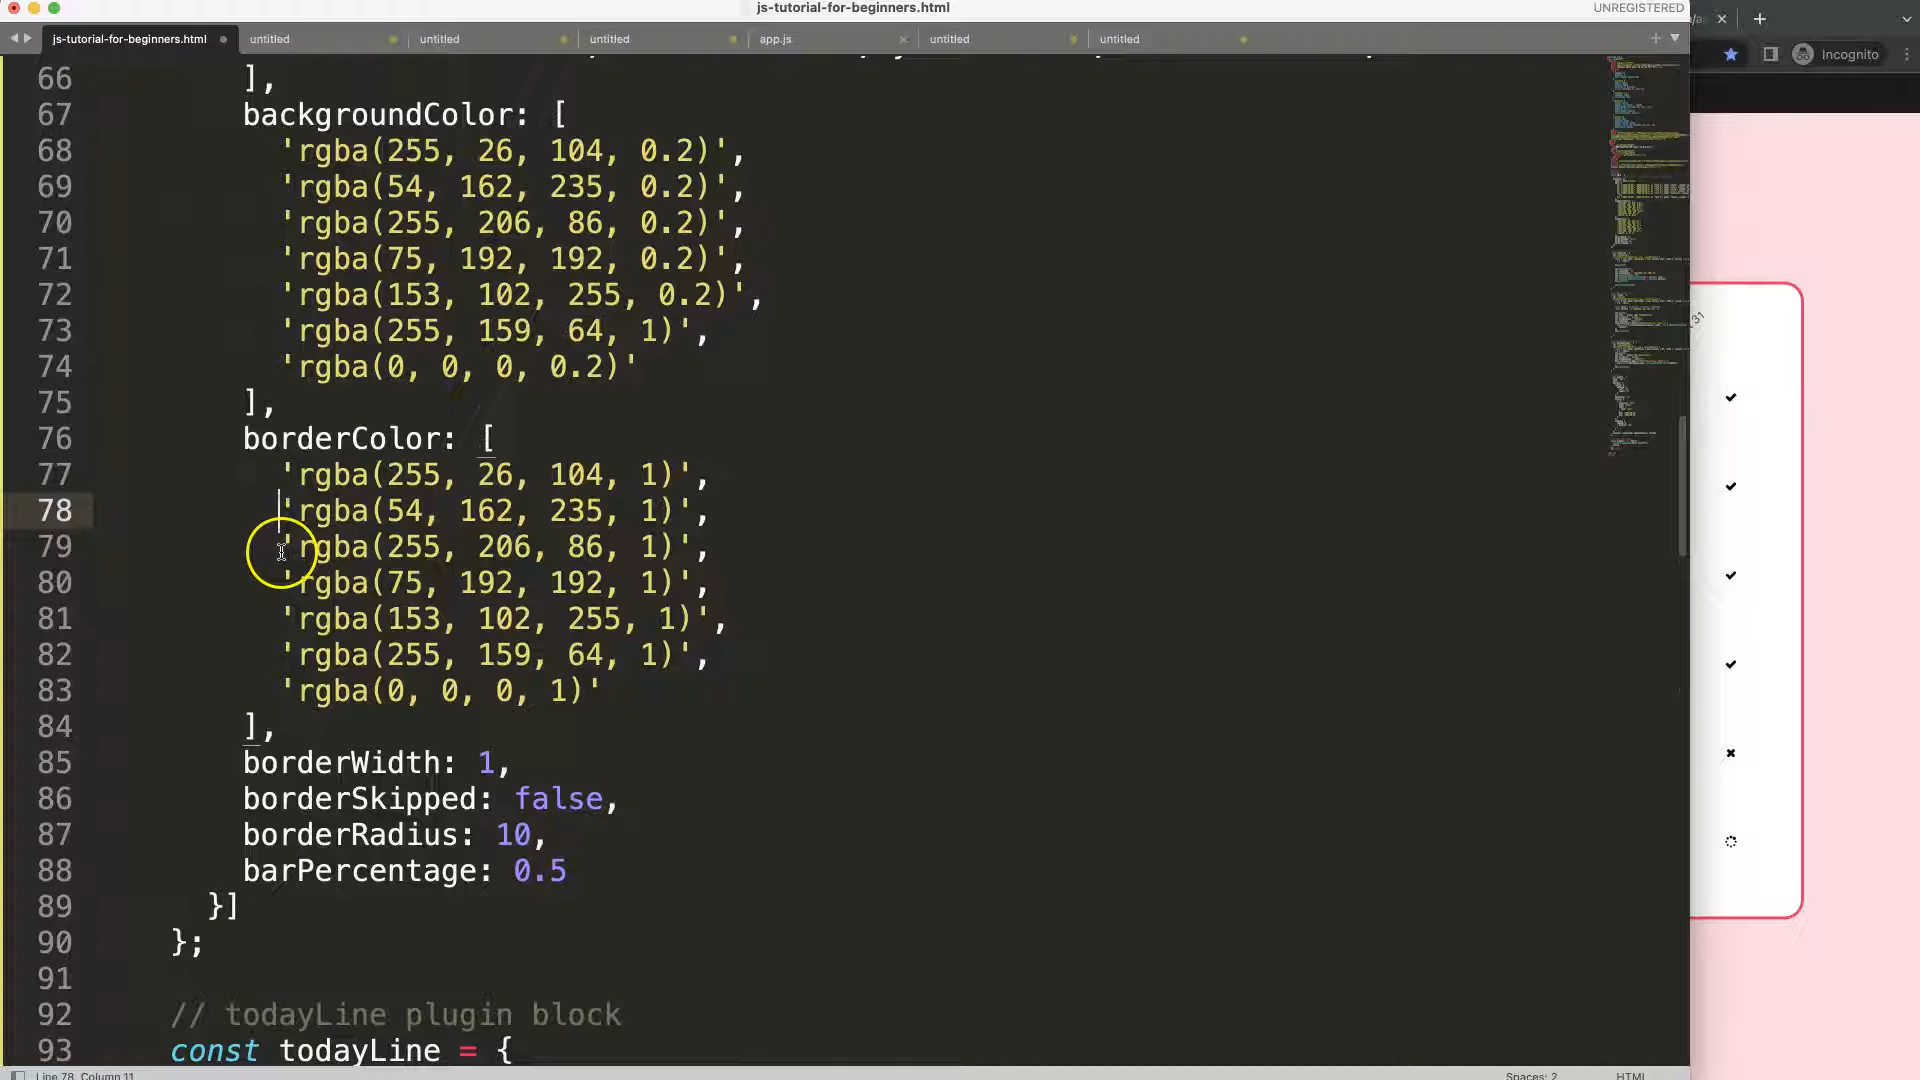 js-tutorial-for-beginners.html
UNREGISTERED
js-tutorial-for-beginners.html untitled untitled untitled app.js untitled untitled
Incognito
66 ],
67 backgroundColor: [
68 'rgba(255, 26, 104, 0.2)',
69 'rgba(54, 162, 235, 0.2)',
70 'rgba(255, 206, 86, 0.2)',
71 'rgba(75, 192, 192, 0.2)',
72 'rgba(153, 102, 255, 0.2)',
73 'rgba(255, 159, 64, 1)',
74 'rgba(0, 0, 0, 0.2)'
75 ],
76 borderColor: [
77 'rgba(255, 26, 104, 1)',
78 'rgba(54, 162, 235, 1)',
79 'rgba(255, 206, 86, 1)',
80 'rgba(75, 192, 192, 1)',
81 'rgba(153, 102, 255, 1)',
82 'rgba(255, 159, 64, 1)',
83 'rgba(0, 0, 0, 1)'
84 ],
85 borderWidth: 1,
86 borderSkipped: false,
87 borderRadius: 10,
88 barPercentage: 0.5
89 }]
90 };
91
92 // todayLine plugin block
93 const todayLine = {
31
Line 78, Column 11
Spaces: 2
HTML